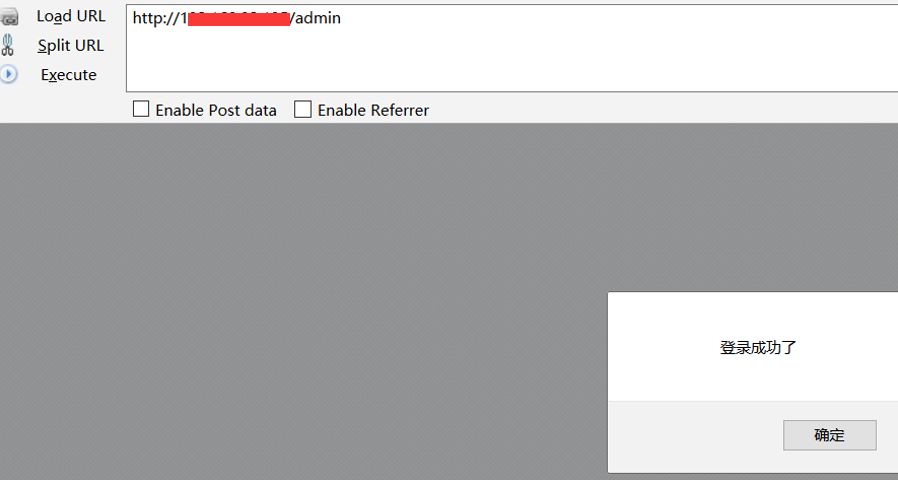 Load URL
http://1/admin
Split URL
Execute
Enable Post data
Enable Referrer
登录成功了
确定